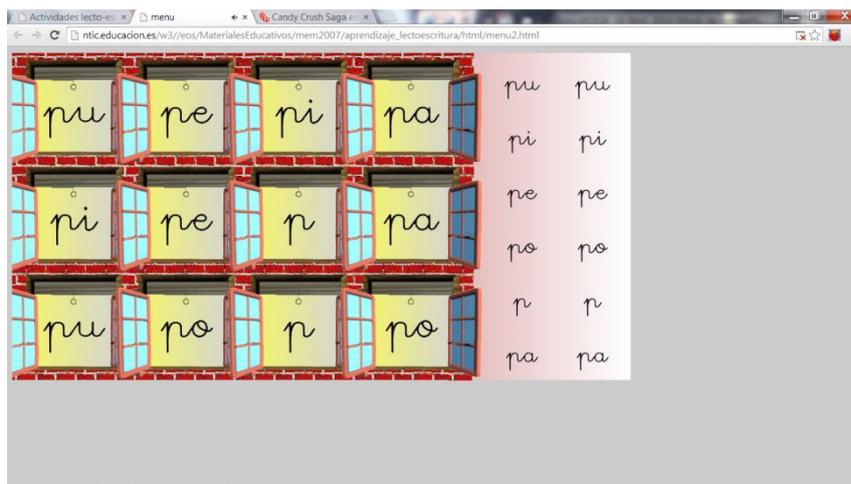 Actividades lecto-es
menu
Candy Crush Saga en
ntic.educacion.es/w3//eos/MaterialesEducativos/mem2007/aprendizaje_lectoescritura/html/menu2.html
pu pe pi pa
pi pe p pa
pu po p po
pu pu
pi pi
pe pe
po po
p p
pa pa